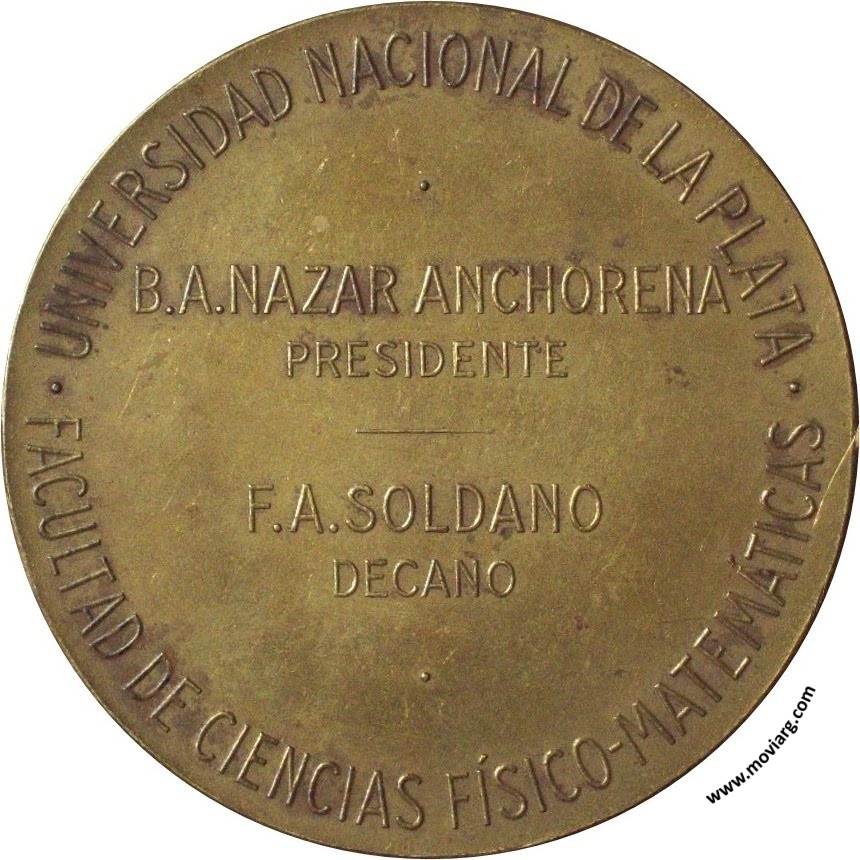 · UNIVERSIDAD NACIONAL DE LA PLATA ·
B.A.NAZAR ANCHORENA
PRESIDENTE
F.A.SOLDANO
DECANO
FACULTAD DE CIENCIAS FÍSICO-MATEMÁTICAS
www.moviarg.com